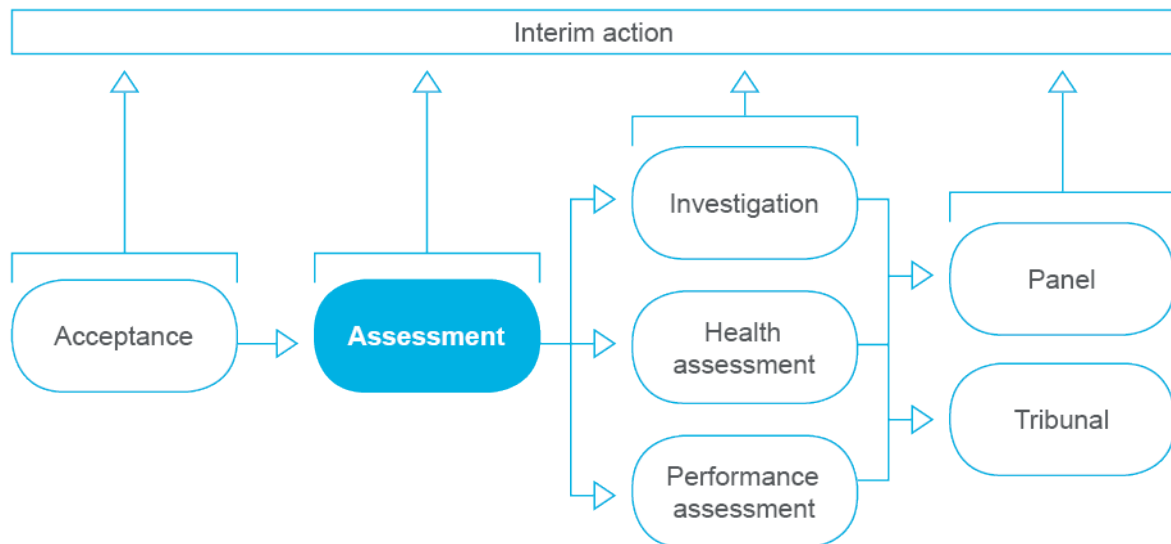 Interim action
Acceptance
Assessment
Investigation
Health
assessment
Performance
assessment
Panel
Tribunal